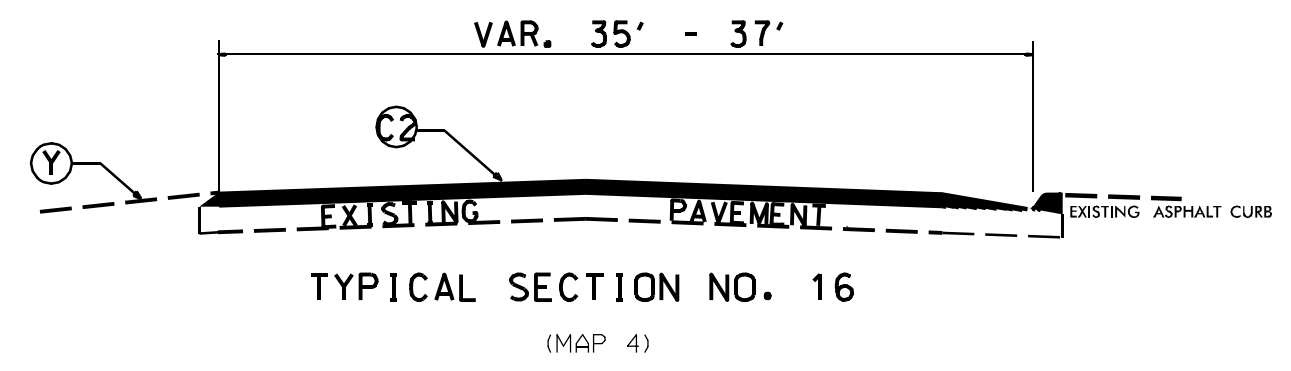 VAR. 35' - 37'
C2
Y
EXISTING PAVEMENT
EXISTING ASPHALT CURB
TYPICAL SECTION NO. 16
(MAP 4)